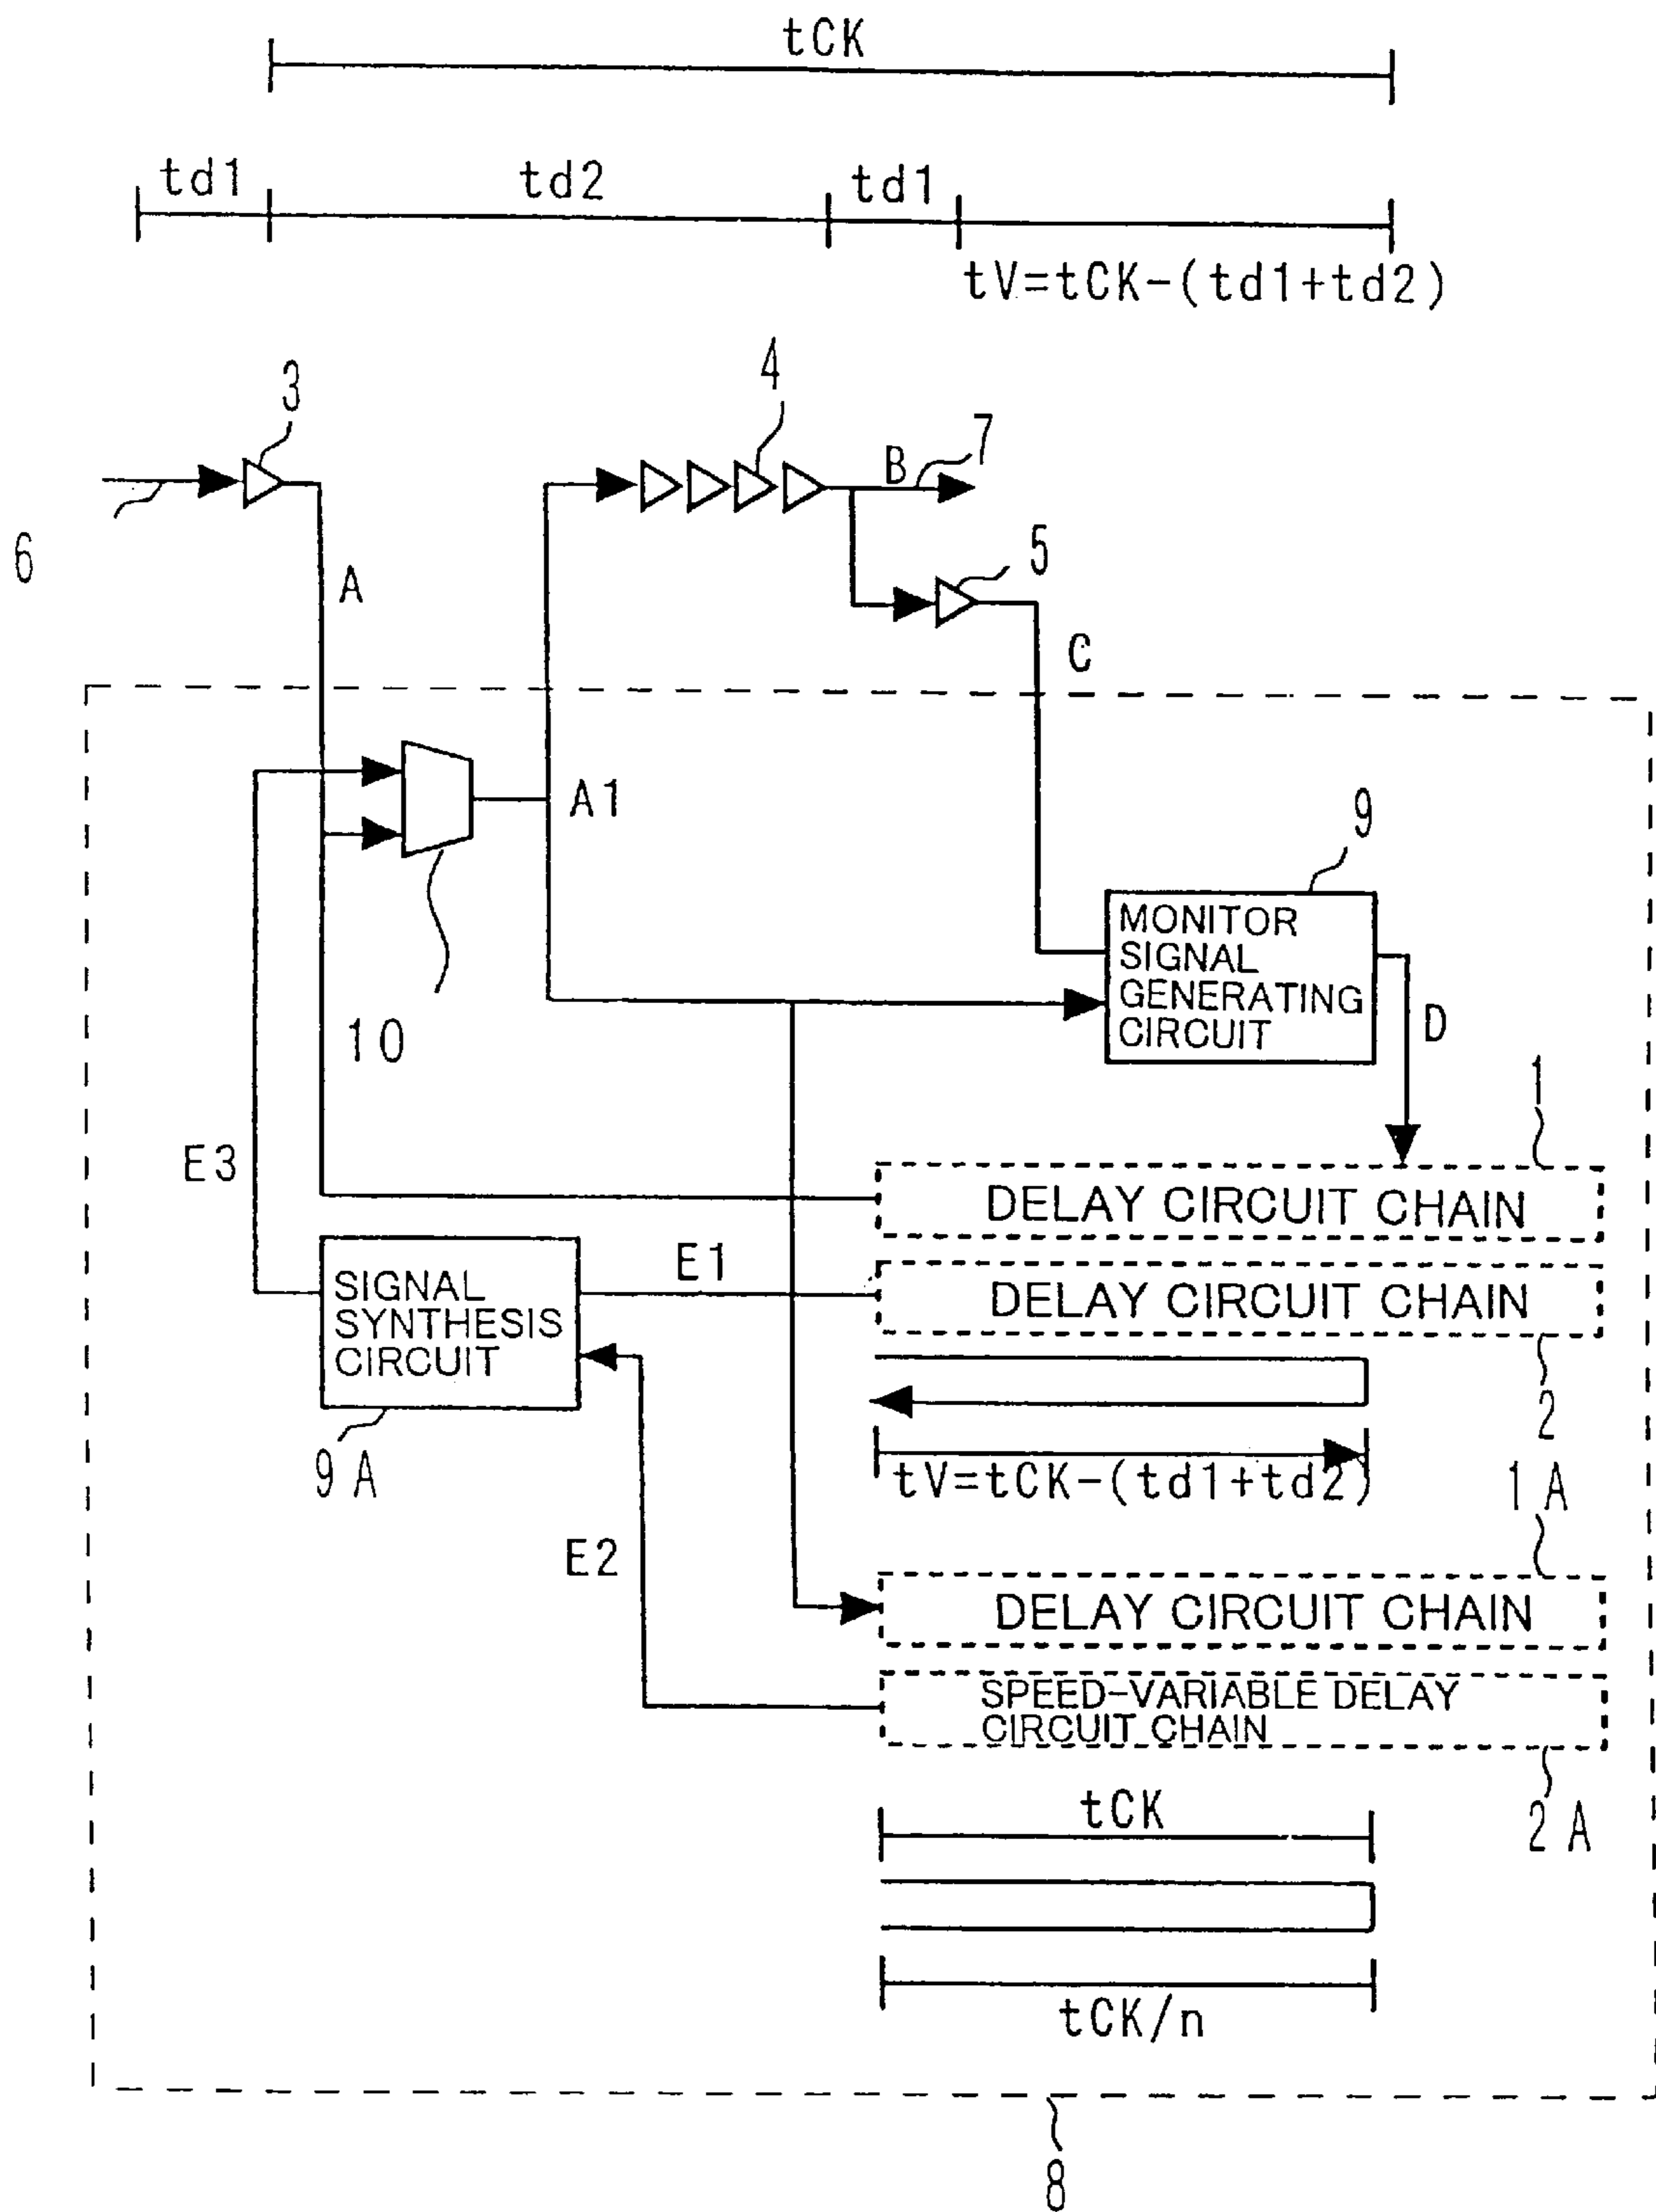 tCK
td1
td2
td1
tV=tCK-(td1+td2)
3
4
B
7
6
A
5
C
A1
9
MONITOR
SIGNAL
GENERATING
CIRCUIT
D
10
1
E3
DELAY CIRCUIT CHAIN
E1
SIGNAL
SYNTHESIS
CIRCUIT
DELAY CIRCUIT CHAIN
2
9A
tV=tCK-(td1+td2)
1A
E2
DELAY CIRCUIT CHAIN
SPEED-VARIABLE DELAY
CIRCUIT CHAIN
tCK
2A
tCK/n
8